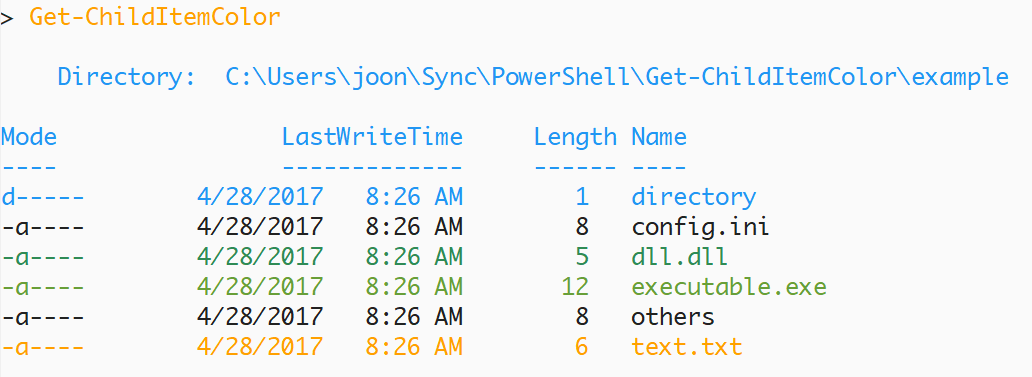 > Get-ChildItemColor
Directory:  C:\Users\joon\Sync\PowerShell\Get-ChildItemColor\example
Mode                LastWriteTime     Length Name
----                -------------     ------ ----
d-----        4/28/2017   8:26 AM        1   directory
-a----        4/28/2017   8:26 AM        8   config.ini
-a----        4/28/2017   8:26 AM        5   dll.dll
-a----        4/28/2017   8:26 AM       12   executable.exe
-a----        4/28/2017   8:26 AM        8   others
-a----        4/28/2017   8:26 AM        6   text.txt